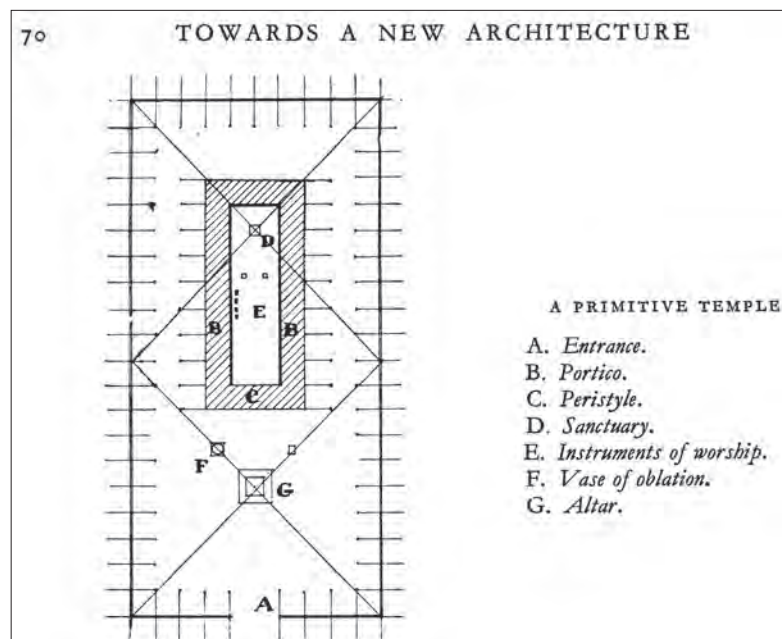 70 TOWARDS A NEW ARCHITECTURE
D
E
B B
C
F
G
A
A PRIMITIVE TEMPLE
A. Entrance.
B. Portico.
C. Peristyle.
D. Sanctuary.
E. Instruments of worship.
F. Vase of oblation.
G. Altar.